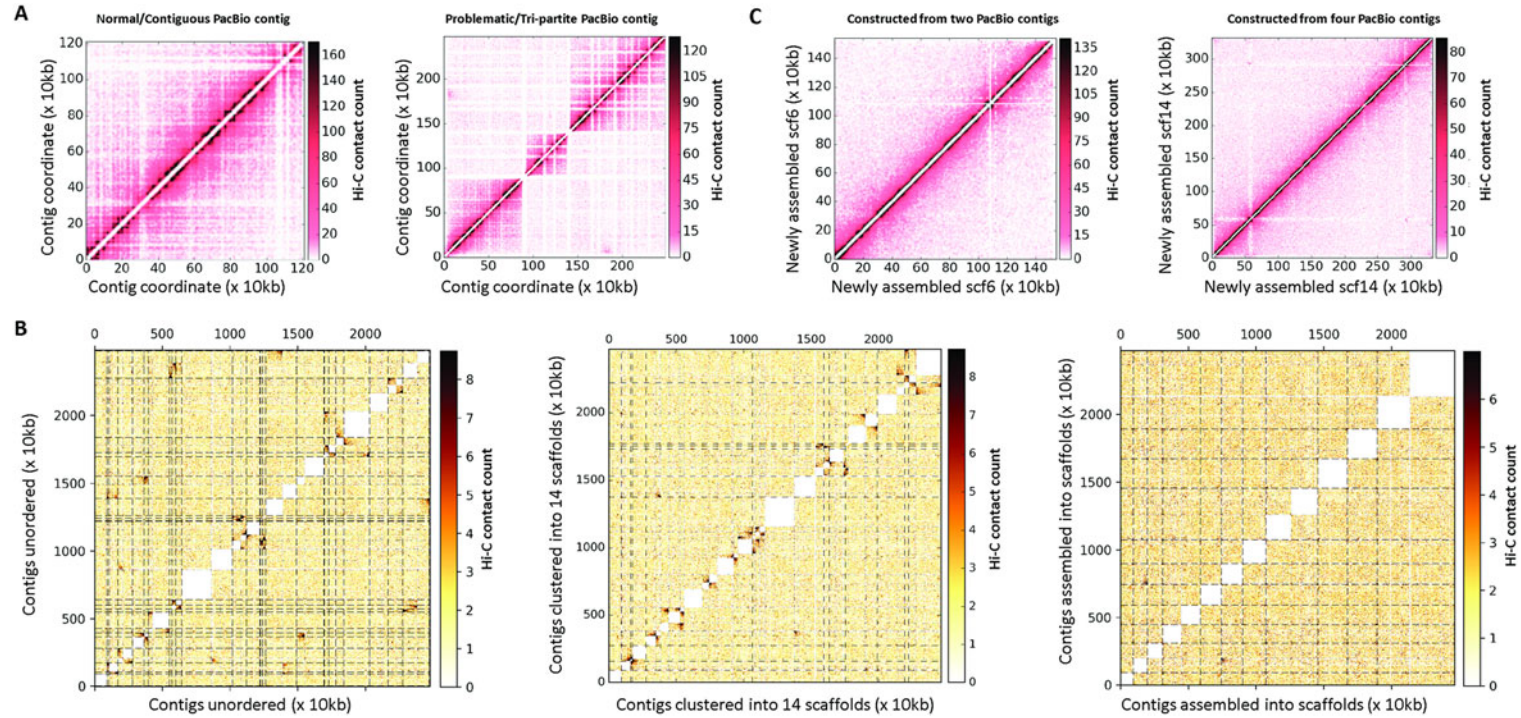 A
Normal/Contiguous PacBio contig
120
100
80
60
40
20
0
0 20 40 60 80 100 120
Contig coordinate (x 10kb)
Contig coordinate (x 10kb)
160
140
120
100
80
60
40
20
0
Hi-C contact count
Problematic/Tri-partite PacBio contig
200
150
100
50
0
0 50 100 150 200
Contig coordinate (x 10kb)
Contig coordinate (x 10kb)
120
105
90
75
60
45
30
15
0
Hi-C contact count
C
Constructed from two PacBio contigs
140
120
100
80
60
40
20
0
0 20 40 60 80 100 120 140
Newly assembled scf6 (x 10kb)
Newly assembled scf6 (x 10kb)
135
120
105
90
75
60
45
30
15
0
Hi-C contact count
Constructed from four PacBio contigs
300
250
200
150
100
50
0
0 50 100 150 200 250 300
Newly assembled scf14 (x 10kb)
Newly assembled scf14 (x 10kb)
80
70
60
50
40
30
20
10
0
Hi-C contact count
B
0 500 1000 1500 2000
2000
1500
1000
500
0
Contigs unordered (x 10kb)
Contigs unordered (x 10kb)
8
7
6
5
4
3
2
1
0
Hi-C contact count
0 500 1000 1500 2000
2000
1500
1000
500
0
Contigs clustered into 14 scaffolds (x 10kb)
Contigs clustered into 14 scaffolds (x 10kb)
8
7
6
5
4
3
2
1
0
Hi-C contact count
0 500 1000 1500 2000
2000
1500
1000
500
0
Contigs assembled into scaffolds (x 10kb)
Contigs assembled into scaffolds (x 10kb)
6
5
4
3
2
1
0
Hi-C contact count